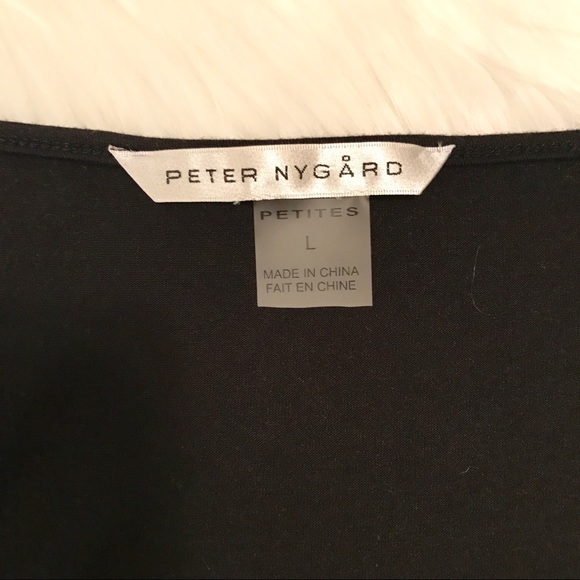 PETER NYGÅRD
PETITES
L
MADE IN CHINA
FAIT EN CHINE